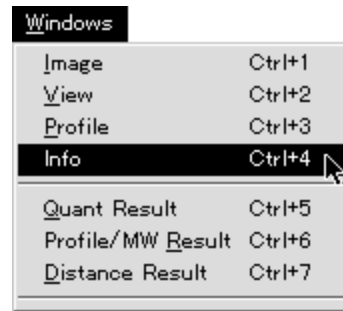 Windows
Image Ctrl+1
View Ctrl+2
Profile Ctrl+3
Info Ctrl+4
Quant Result Ctrl+5
Profile/MW Result Ctrl+6
Distance Result Ctrl+7